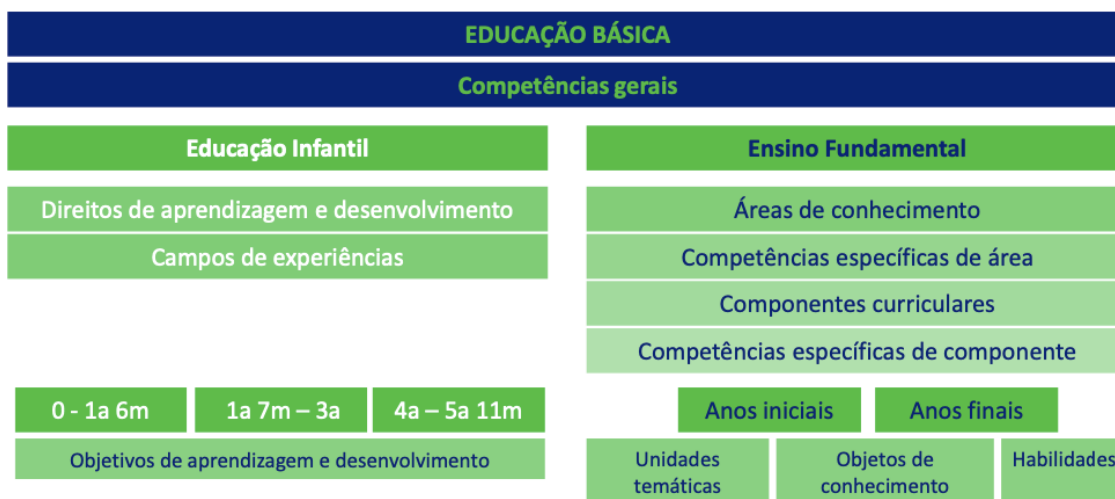 EDUCAÇÃO BÁSICA
Competências gerais
Educação Infantil
Direitos de aprendizagem e desenvolvimento
Campos de experiências
0 - 1a 6m
1a 7m – 3a
4a – 5a 11m
Objetivos de aprendizagem e desenvolvimento
Ensino Fundamental
Áreas de conhecimento
Competências específicas de área
Componentes curriculares
Competências específicas de componente
Anos iniciais
Anos finais
Unidades
temáticas
Objetos de
conhecimento
Habilidades